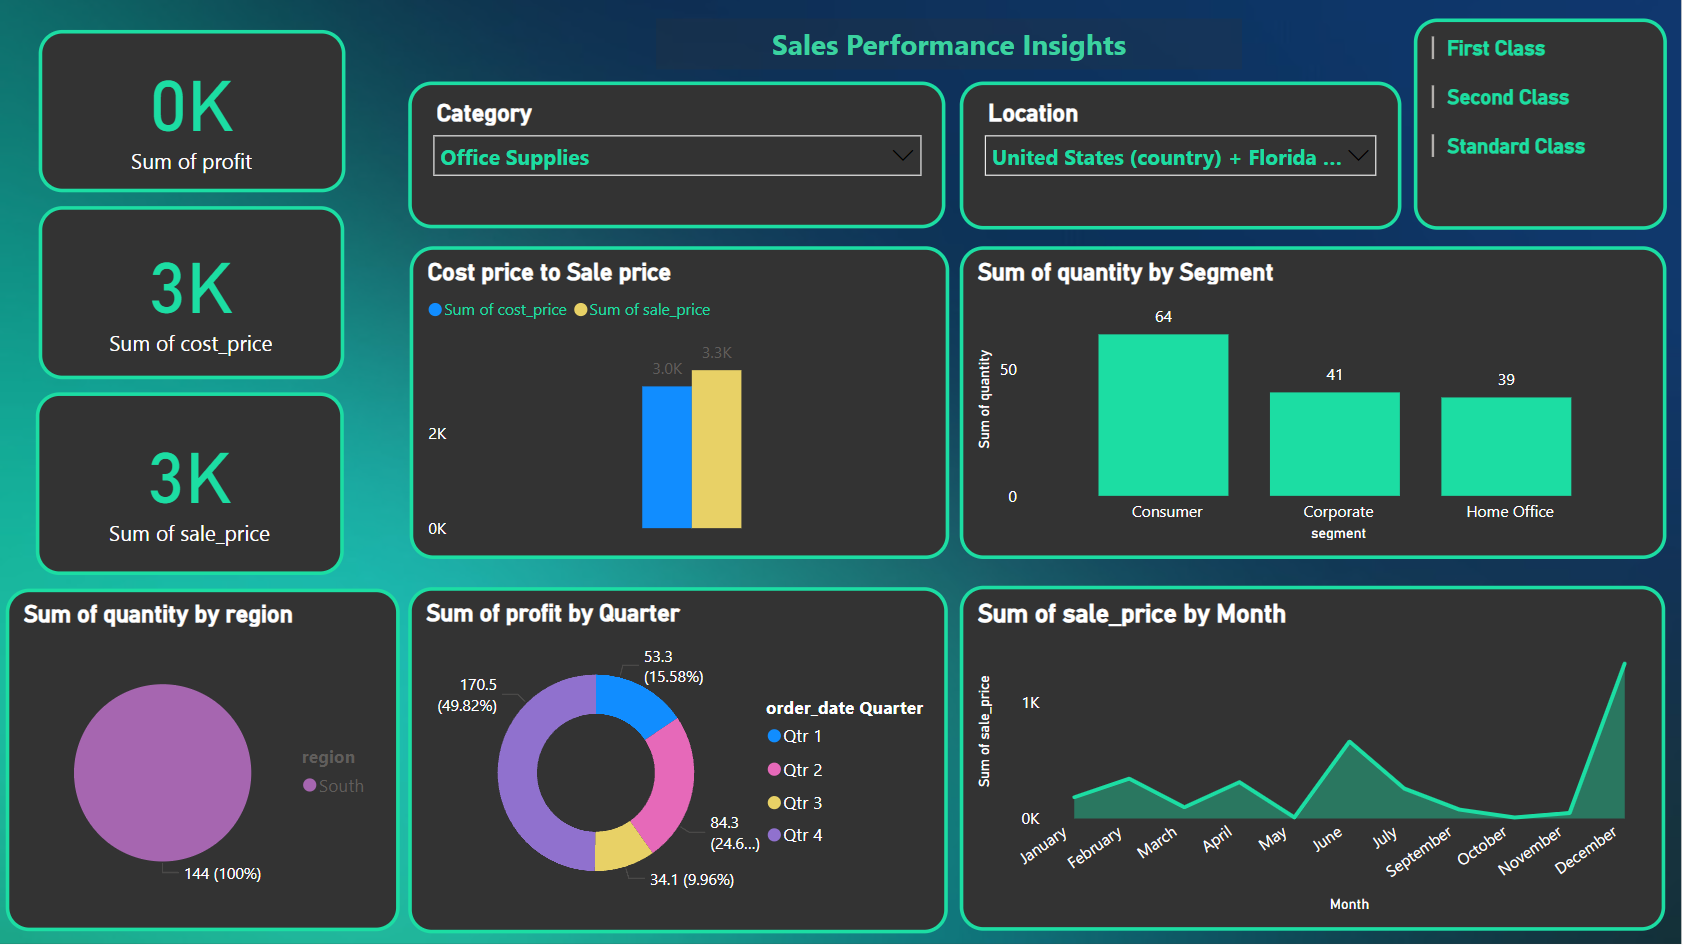 Sales Performance Insights
0K
Sum of profit
3K
Sum of cost_price
3K
Sum of sale_price
Category
Office Supplies
Location
United States (country) + Florida ...
First Class
Second Class
Standard Class
Cost price to Sale price
Sum of cost_price Sum of sale_price
3.3K
3.0K
2K
0K
Sum of quantity by Segment
Sum of quantity
50
0
64
41
39
Consumer
Corporate
Home Office
segment
Sum of quantity by region
region
South
144 (100%)
Sum of profit by Quarter
53.3
(15.58%)
170.5
(49.82%)
84.3
(24.6...)
34.1 (9.96%)
order_date Quarter
Qtr 1
Qtr 2
Qtr 3
Qtr 4
Sum of sale_price by Month
Sum of sale_price
1K
0K
January
February
March
April
May
June
July
September
October
November
December
Month